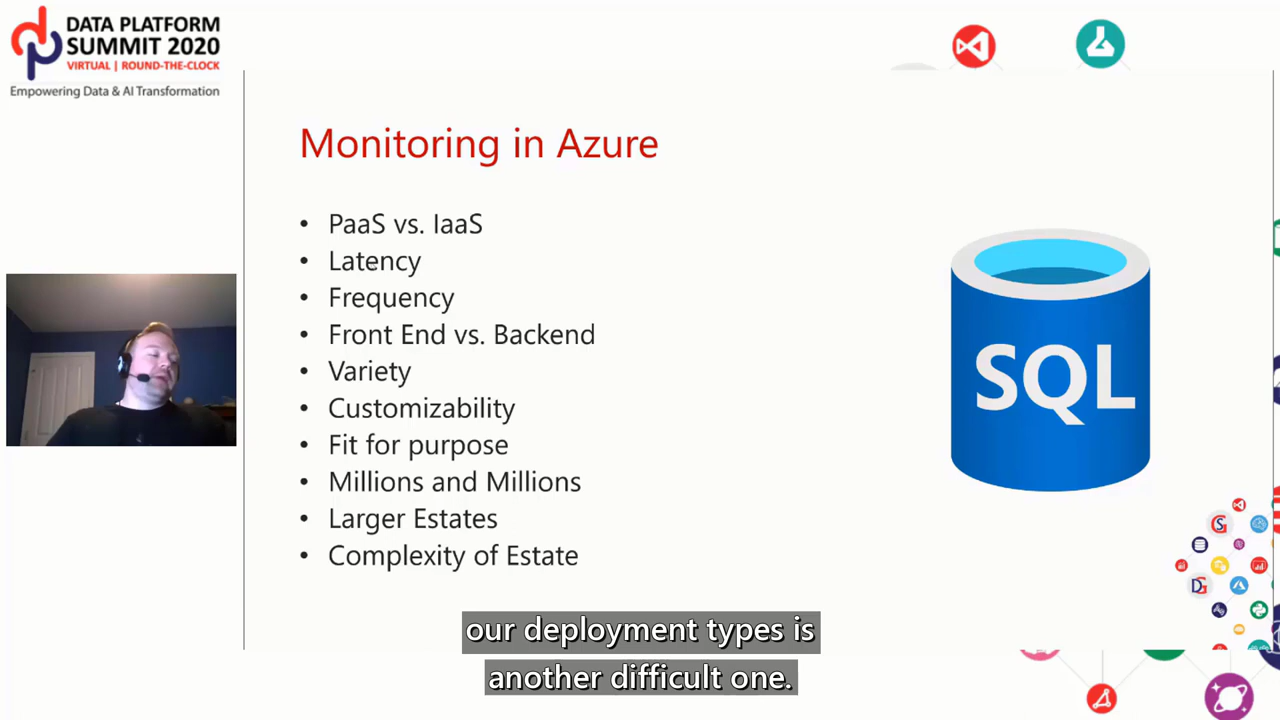 DATA PLATFORM
SUMMIT 2020
VIRTUAL | ROUND-THE-CLOCK
Empowering Data & AI Transformation
Monitoring in Azure
• PaaS vs. IaaS
• Latency
• Frequency
• Front End vs. Backend
• Variety
• Customizability
• Fit for purpose
• Millions and Millions
• Larger Estates
• Complexity of Estate
SQL
our deployment types is
another difficult one.